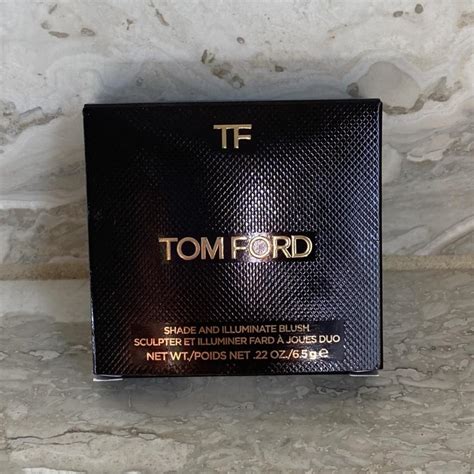 TF
TOM FORD
SHADE AND ILLUMINATE BLUSH
SCULPTER ET ILLUMINER FARD À JOUES DUO
NET WT./POIDS NET .22 OZ./6.5 g ℮